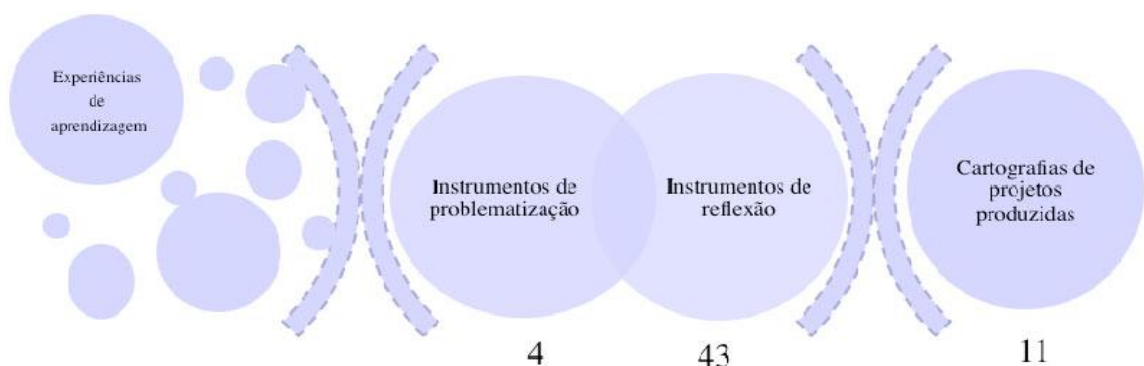 Experiências
de
aprendizagem
Instrumentos de
problematização
Instrumentos de
reflexão
Cartografias de
projetos
produzidas
4
43
11